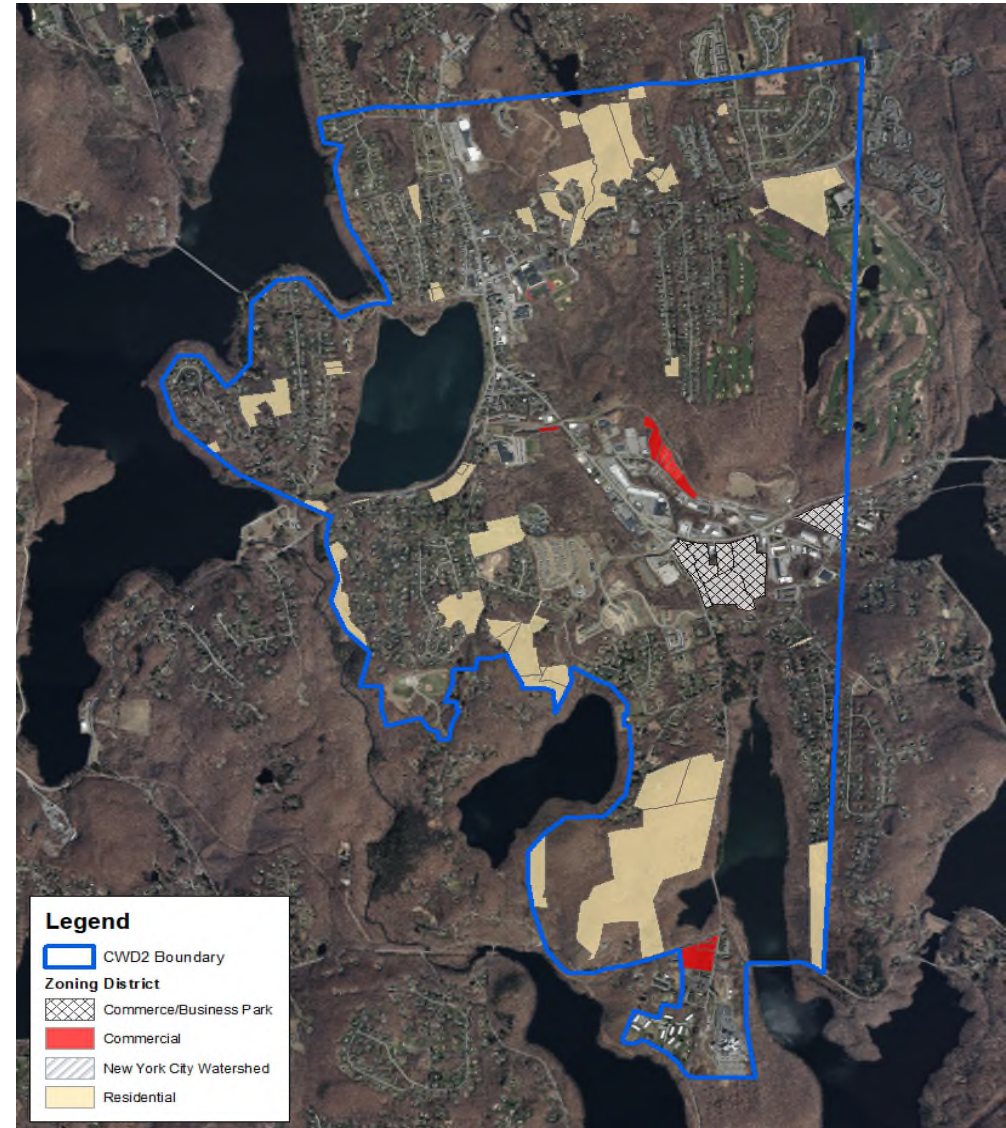 Legend
CWD2 Boundary
Zoning District
Commerce/Business Park
Commercial
New York City Watershed
Residential